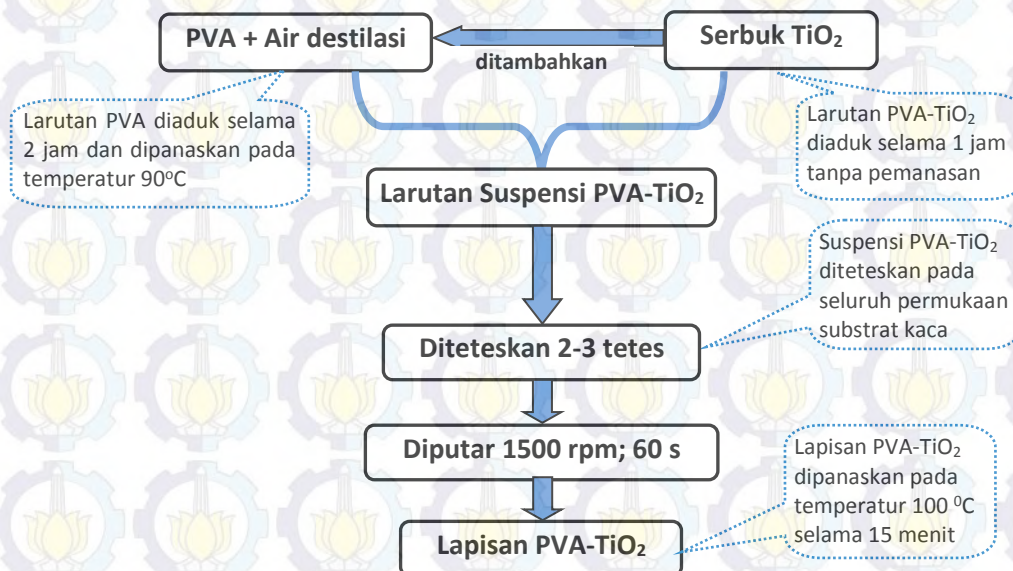 PVA + Air destilasi
Serbuk TiO₂
ditambahkan
Larutan PVA diaduk selama
2 jam dan dipanaskan pada
temperatur 90°C
Larutan PVA-TiO₂
diaduk selama 1 jam
tanpa pemanasan
Larutan Suspensi PVA-TiO₂
Suspensi PVA-TiO₂
diteteskan pada
seluruh permukaan
substrat kaca
Diteteskan 2-3 tetes
Diputar 1500 rpm; 60 s
Lapisan PVA-TiO₂
dipanaskan pada
temperatur 100 ⁰C
selama 15 menit
Lapisan PVA-TiO₂